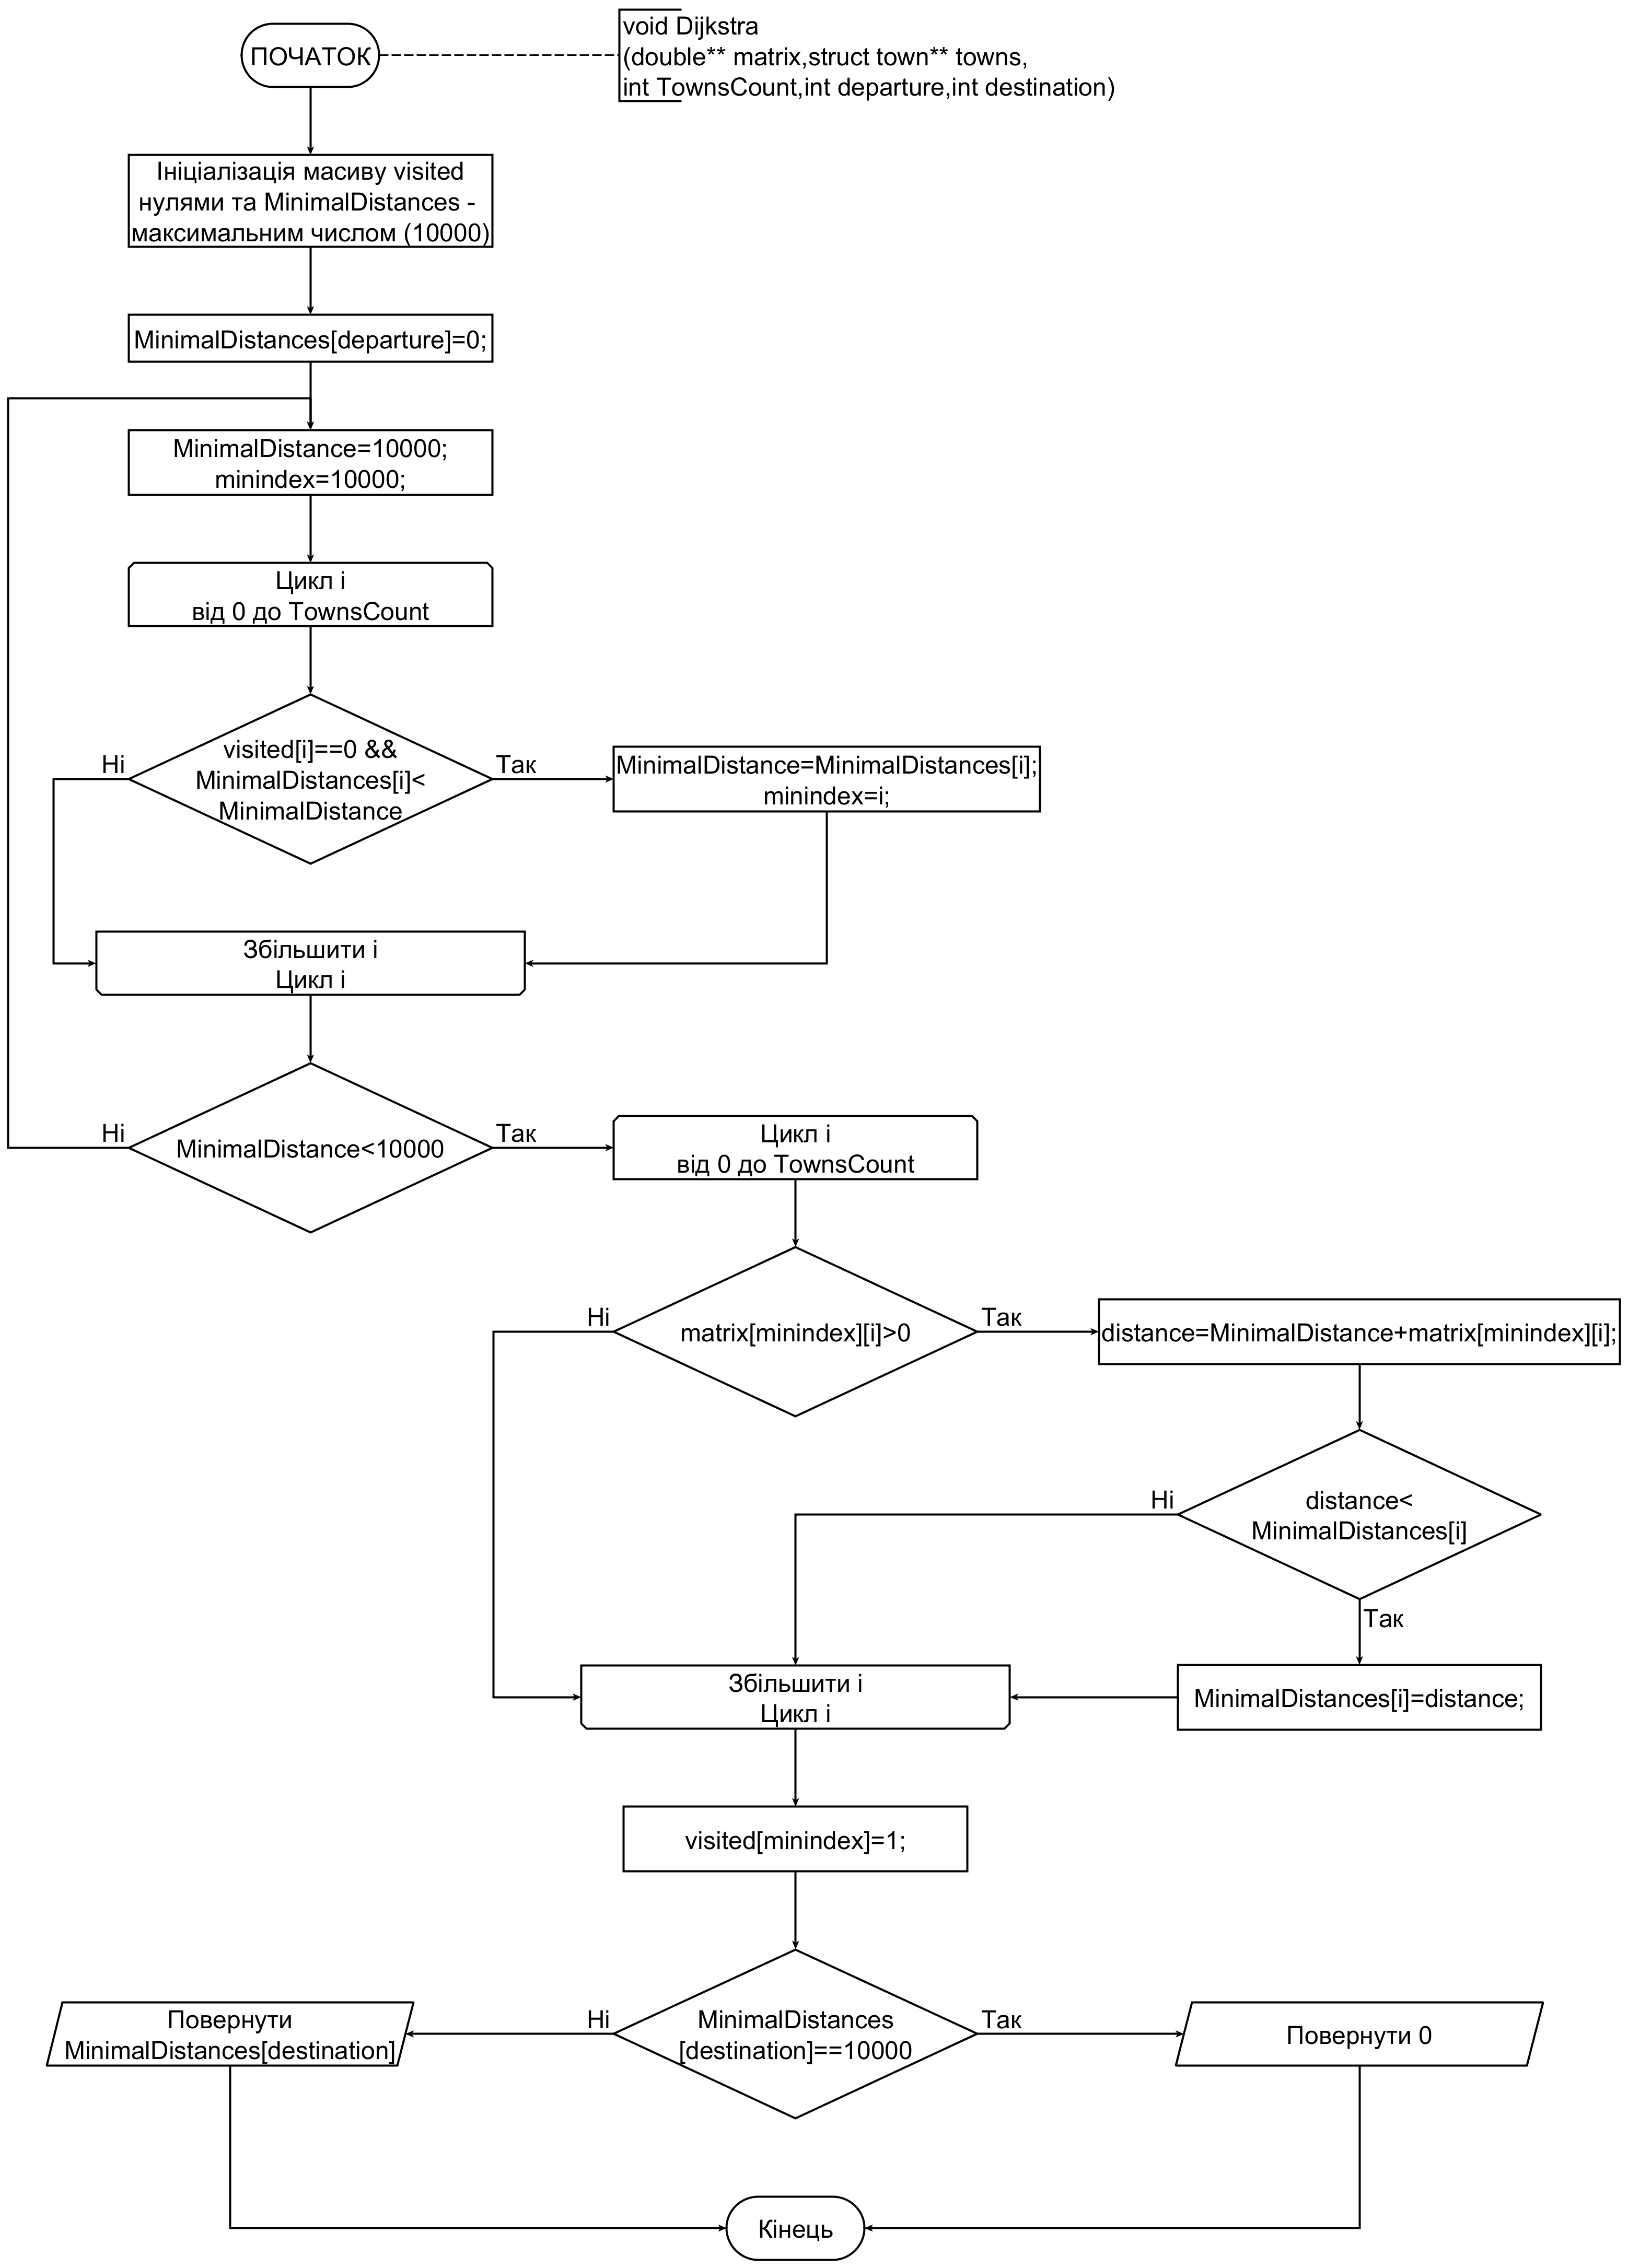 ПОЧАТОК
void Dijkstra
(double** matrix,struct town** towns,
int TownsCount,int departure,int destination)
Ініціалізація масиву visited
нулями та MinimalDistances -
максимальним числом (10000)
MinimalDistances[departure]=0;
MinimalDistance=10000;
minindex=10000;
Цикл i
від 0 до TownsCount
visited[i]==0 &&
MinimalDistances[i]<
MinimalDistance
Ні
Так
MinimalDistance=MinimalDistances[i];
minindex=i;
Збільшити і
Цикл і
MinimalDistance<10000
Ні
Так
Цикл i
від 0 до TownsCount
matrix[minindex][i]>0
Ні
Так
distance=MinimalDistance+matrix[minindex][i];
distance<
MinimalDistances[i]
Ні
Так
MinimalDistances[i]=distance;
Збільшити і
Цикл і
visited[minindex]=1;
MinimalDistances
[destination]==10000
Ні
Так
Повернути
MinimalDistances[destination]
Повернути 0
Кінець